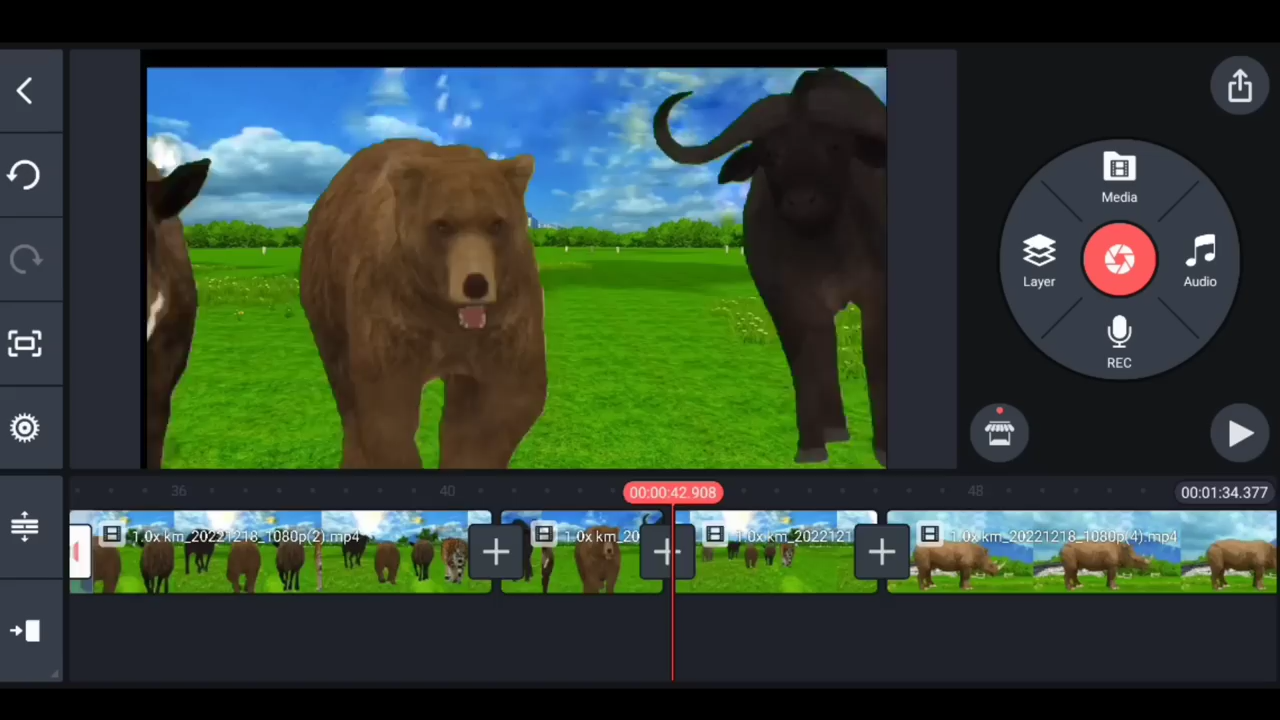 Media
Layer
Audio
REC
36
40
00:00:42.908
48
00:01:34.377
1.0x km_20221218_1080p(2).mp4
1.0x km_20
1.0x km_2022121
1.0x km_20221218_1080p(4).mp4